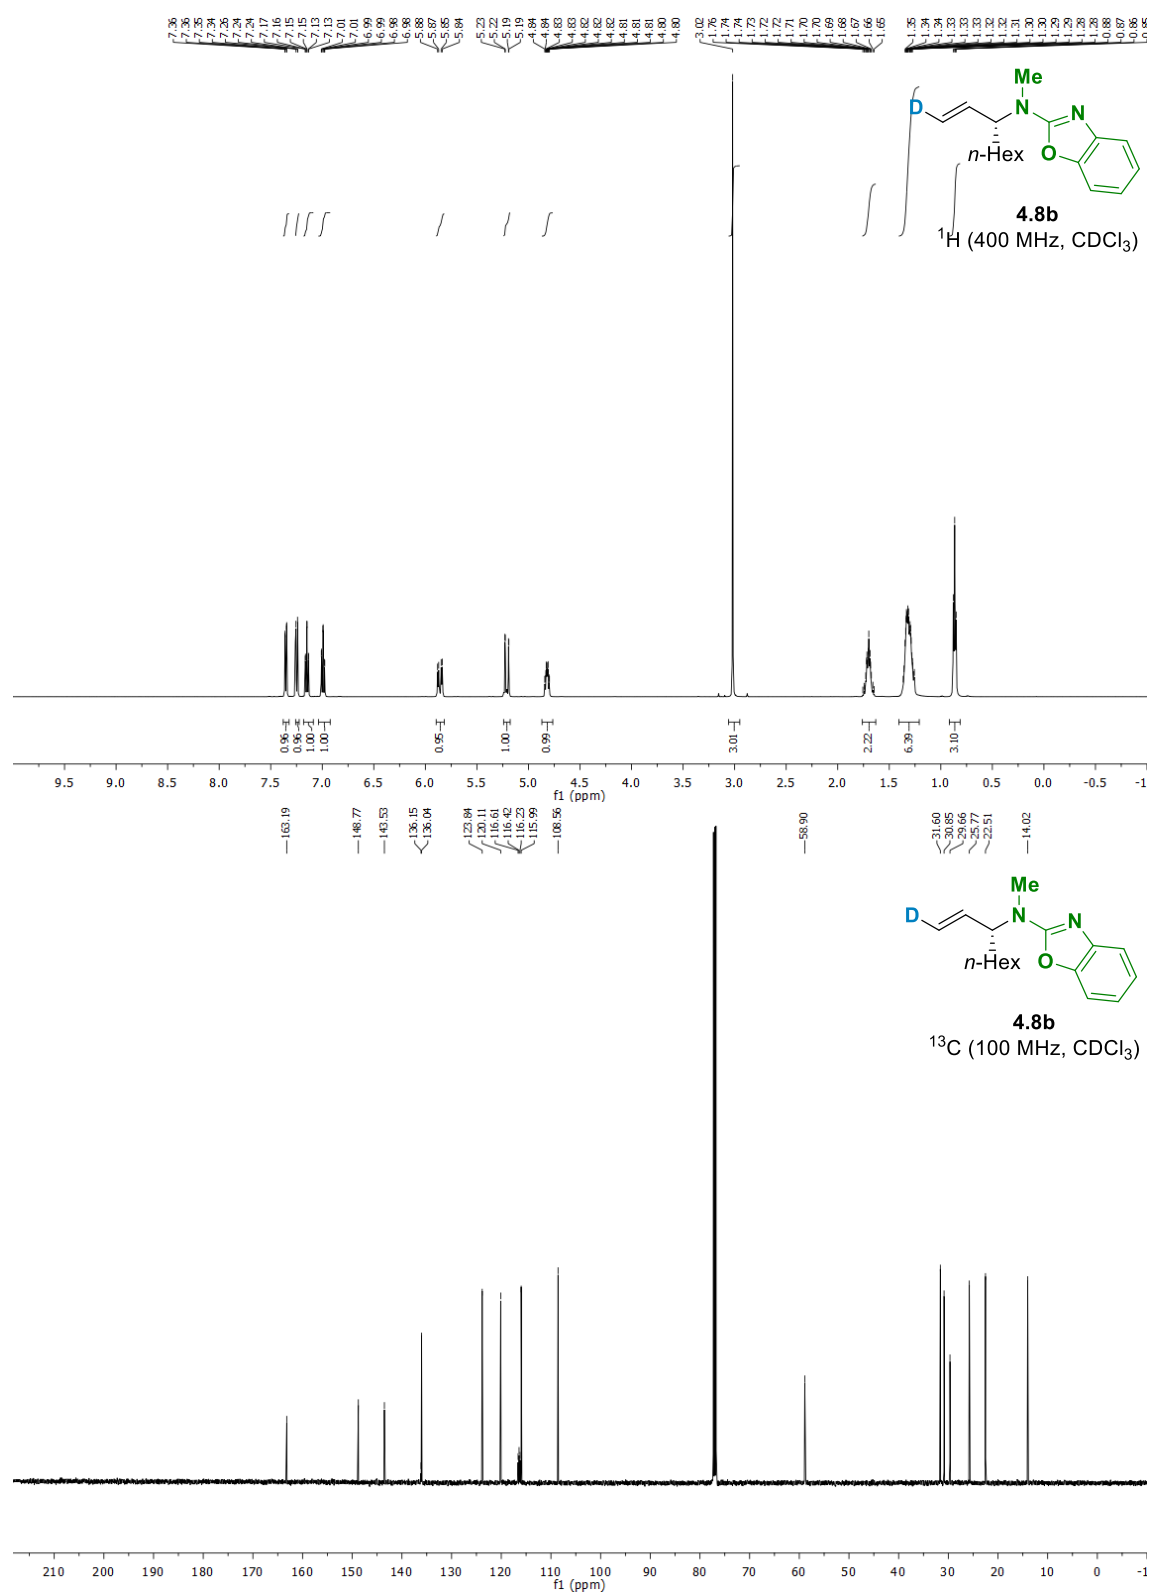 7.36 7.36 7.35 7.34 7.26 7.24 7.24 7.17 7.16 7.15 7.15 7.13 7.13 7.01 7.01 6.99 6.99 6.98 6.98 5.88 5.87 5.85 5.84 5.23 5.22 5.19 5.19 4.84 4.84 4.83 4.83 4.82 4.82 4.82 4.81 4.81 4.81 4.80 4.80 3.02 1.76 1.74 1.74 1.73 1.72 1.72 1.71 1.70 1.70 1.69 1.68 1.67 1.66 1.65 1.35 1.34 1.34 1.33 1.33 1.33 1.32 1.32 1.31 1.30 1.30 1.29 1.29 1.28 1.28 0.88 0.87 0.86
Me
D N N
n-Hex O
4.8b
¹H (400 MHz, CDCl₃)
0.96 0.96 1.00 1.00 0.95 1.00 0.99 3.01 2.22 6.39 3.10
9.5 9.0 8.5 8.0 7.5 7.0 6.5 6.0 5.5 5.0 4.5 4.0 3.5 3.0 2.5 2.0 1.5 1.0 0.5 0.0 -0.5 -1
f1 (ppm)
163.19 148.77 143.53 136.15 136.04 123.84 120.11 116.61 116.42 116.23 115.99 108.56 58.90 31.60 30.85 29.66 25.77 22.51 14.02
Me
D N N
n-Hex O
4.8b
¹³C (100 MHz, CDCl₃)
210 200 190 180 170 160 150 140 130 120 110 100 90 80 70 60 50 40 30 20 10 0 -1
f1 (ppm)